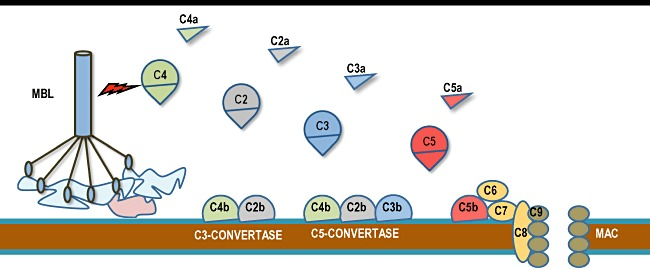 C4a
C2a
C3a
C5a
MBL
C4
C2
C3
C5
C4b C2b
C4b C2b C3b
C5b C6 C7 C8 C9
C3-CONVERTASE
C5-CONVERTASE
MAC